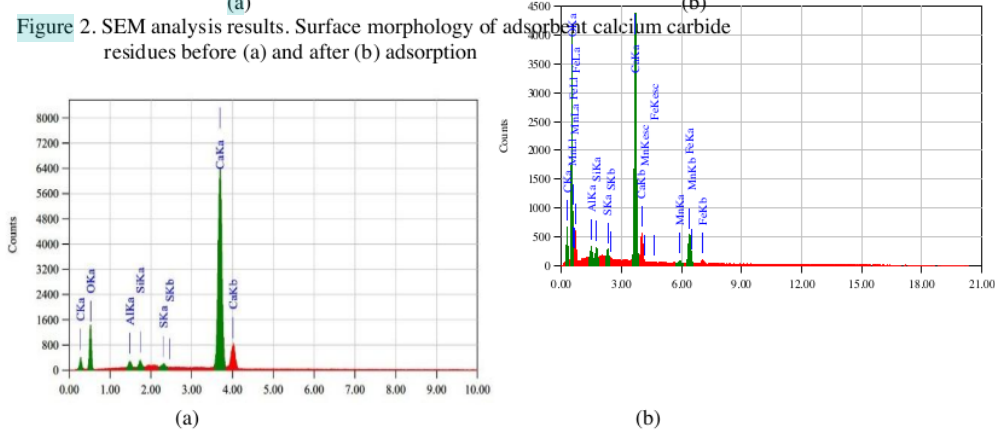 (a)
(b)
Figure 2. SEM analysis results. Surface morphology of adsorbent calcium carbide
residues before (a) and after (b) adsorption
Counts
8000
7200
6400
5600
4800
4000
3200
2400
1600
800
0
CKa
OKa
AlKa
SiKa
SKa
SKb
CaKa
CaKb
0.00 1.00 2.00 3.00 4.00 5.00 6.00 7.00 8.00 9.00 10.00
(a)
Counts
4500
4000
3500
3000
2500
2000
1500
1000
500
0
CKa
OKa
MnLl
MnLa
FeLl
FeLa
AlKa
SiKa
SKa
SKb
CaKa
CaKb
MnKesc
FeKesc
MnKa
MnKb
FeKa
FeKb
0.00 3.00 6.00 9.00 12.00 15.00 18.00 21.00
(b)